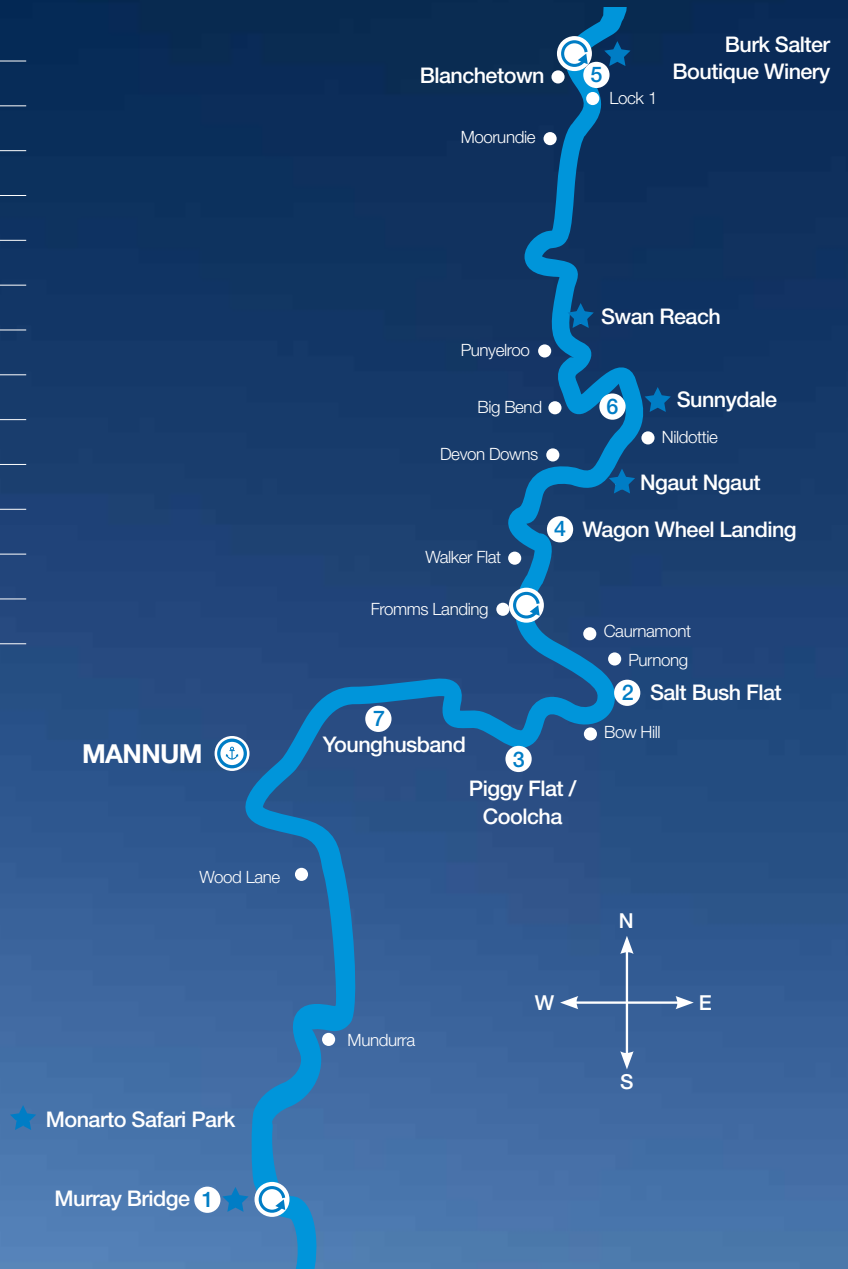 Burk Salter
Boutique Winery
Blanchetown
5
Lock 1
Moorundie
Swan Reach
Punyelroo
Sunnydale
Big Bend
6
Nildottie
Devon Downs
Ngaut Ngaut
4 Wagon Wheel Landing
Walker Flat
Fromms Landing
Caurnamont
Purnong
2 Salt Bush Flat
7
Bow Hill
Younghusband
MANNUM
3
Piggy Flat /
Coolcha
Wood Lane
N
W E
S
Mundurra
Monarto Safari Park
Murray Bridge 1